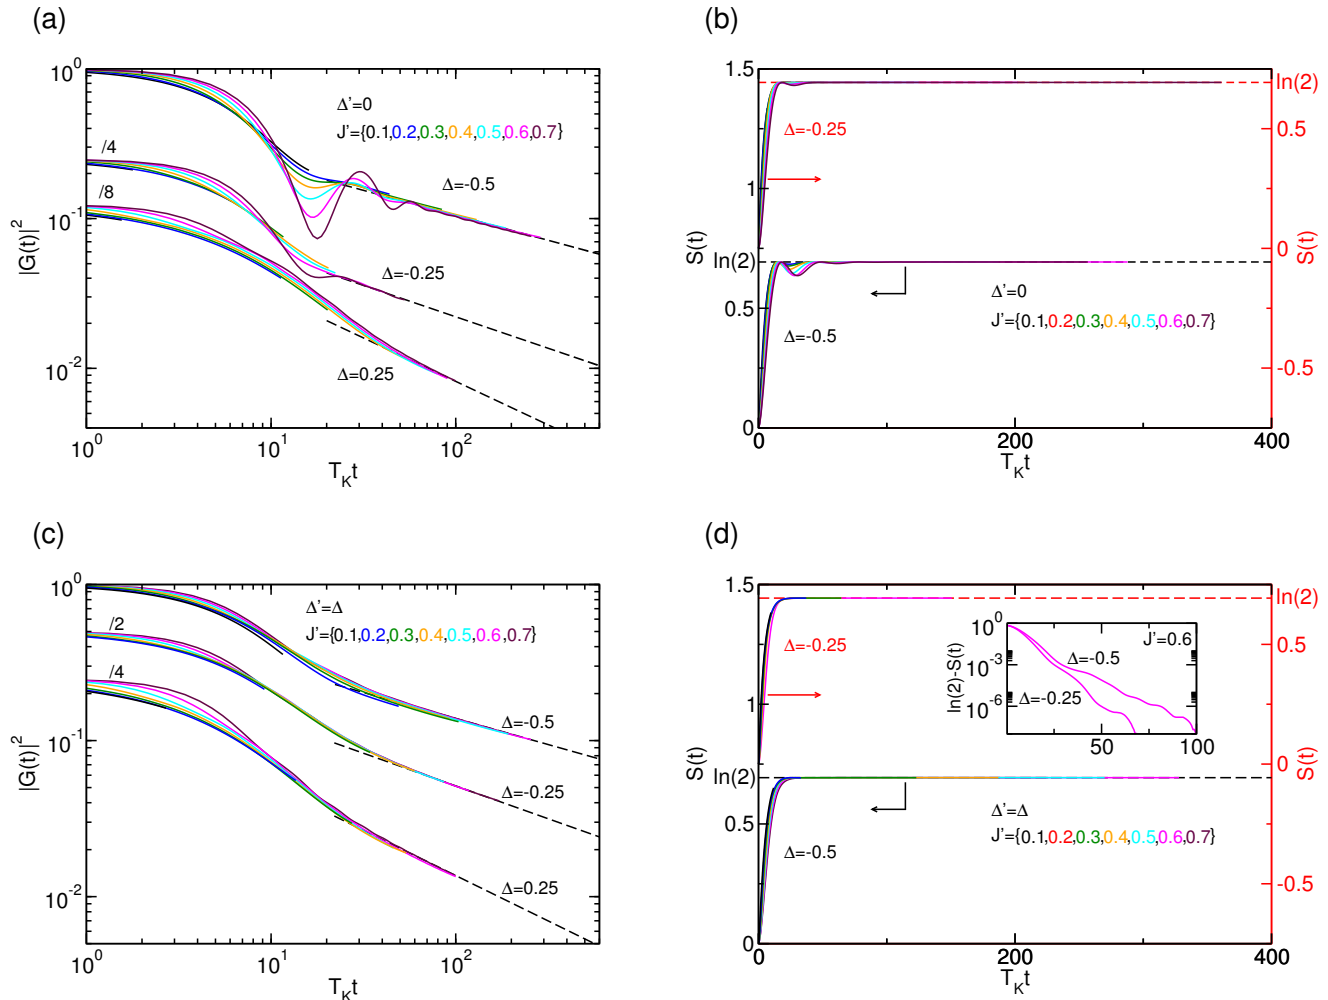 (a)
10^0
10^-1
10^-2
|G(t)|^2
/4
/8
Δ'=0
J'={0.1,0.2,0.3,0.4,0.5,0.6,0.7}
Δ=-0.5
Δ=-0.25
Δ=0.25
10^0
10^1
10^2
T_K t
(b)
1.5
1
ln(2)
0.5
0
S(t)
ln(2)
0.5
0
-0.5
S(t)
Δ=-0.25
Δ'=0
J'={0.1,0.2,0.3,0.4,0.5,0.6,0.7}
Δ=-0.5
0
200
400
T_K t
(c)
10^0
10^-1
10^-2
|G(t)|^2
/2
/4
Δ'=Δ
J'={0.1,0.2,0.3,0.4,0.5,0.6,0.7}
Δ=-0.5
Δ=-0.25
Δ=0.25
10^0
10^1
10^2
T_K t
(d)
1.5
1
ln(2)
0.5
0
S(t)
ln(2)
0.5
0
-0.5
S(t)
Δ=-0.25
10^0
10^-3
10^-6
ln(2)-S(t)
J'=0.6
Δ=-0.5
Δ=-0.25
50
100
Δ'=Δ
J'={0.1,0.2,0.3,0.4,0.5,0.6,0.7}
Δ=-0.5
0
200
400
T_K t